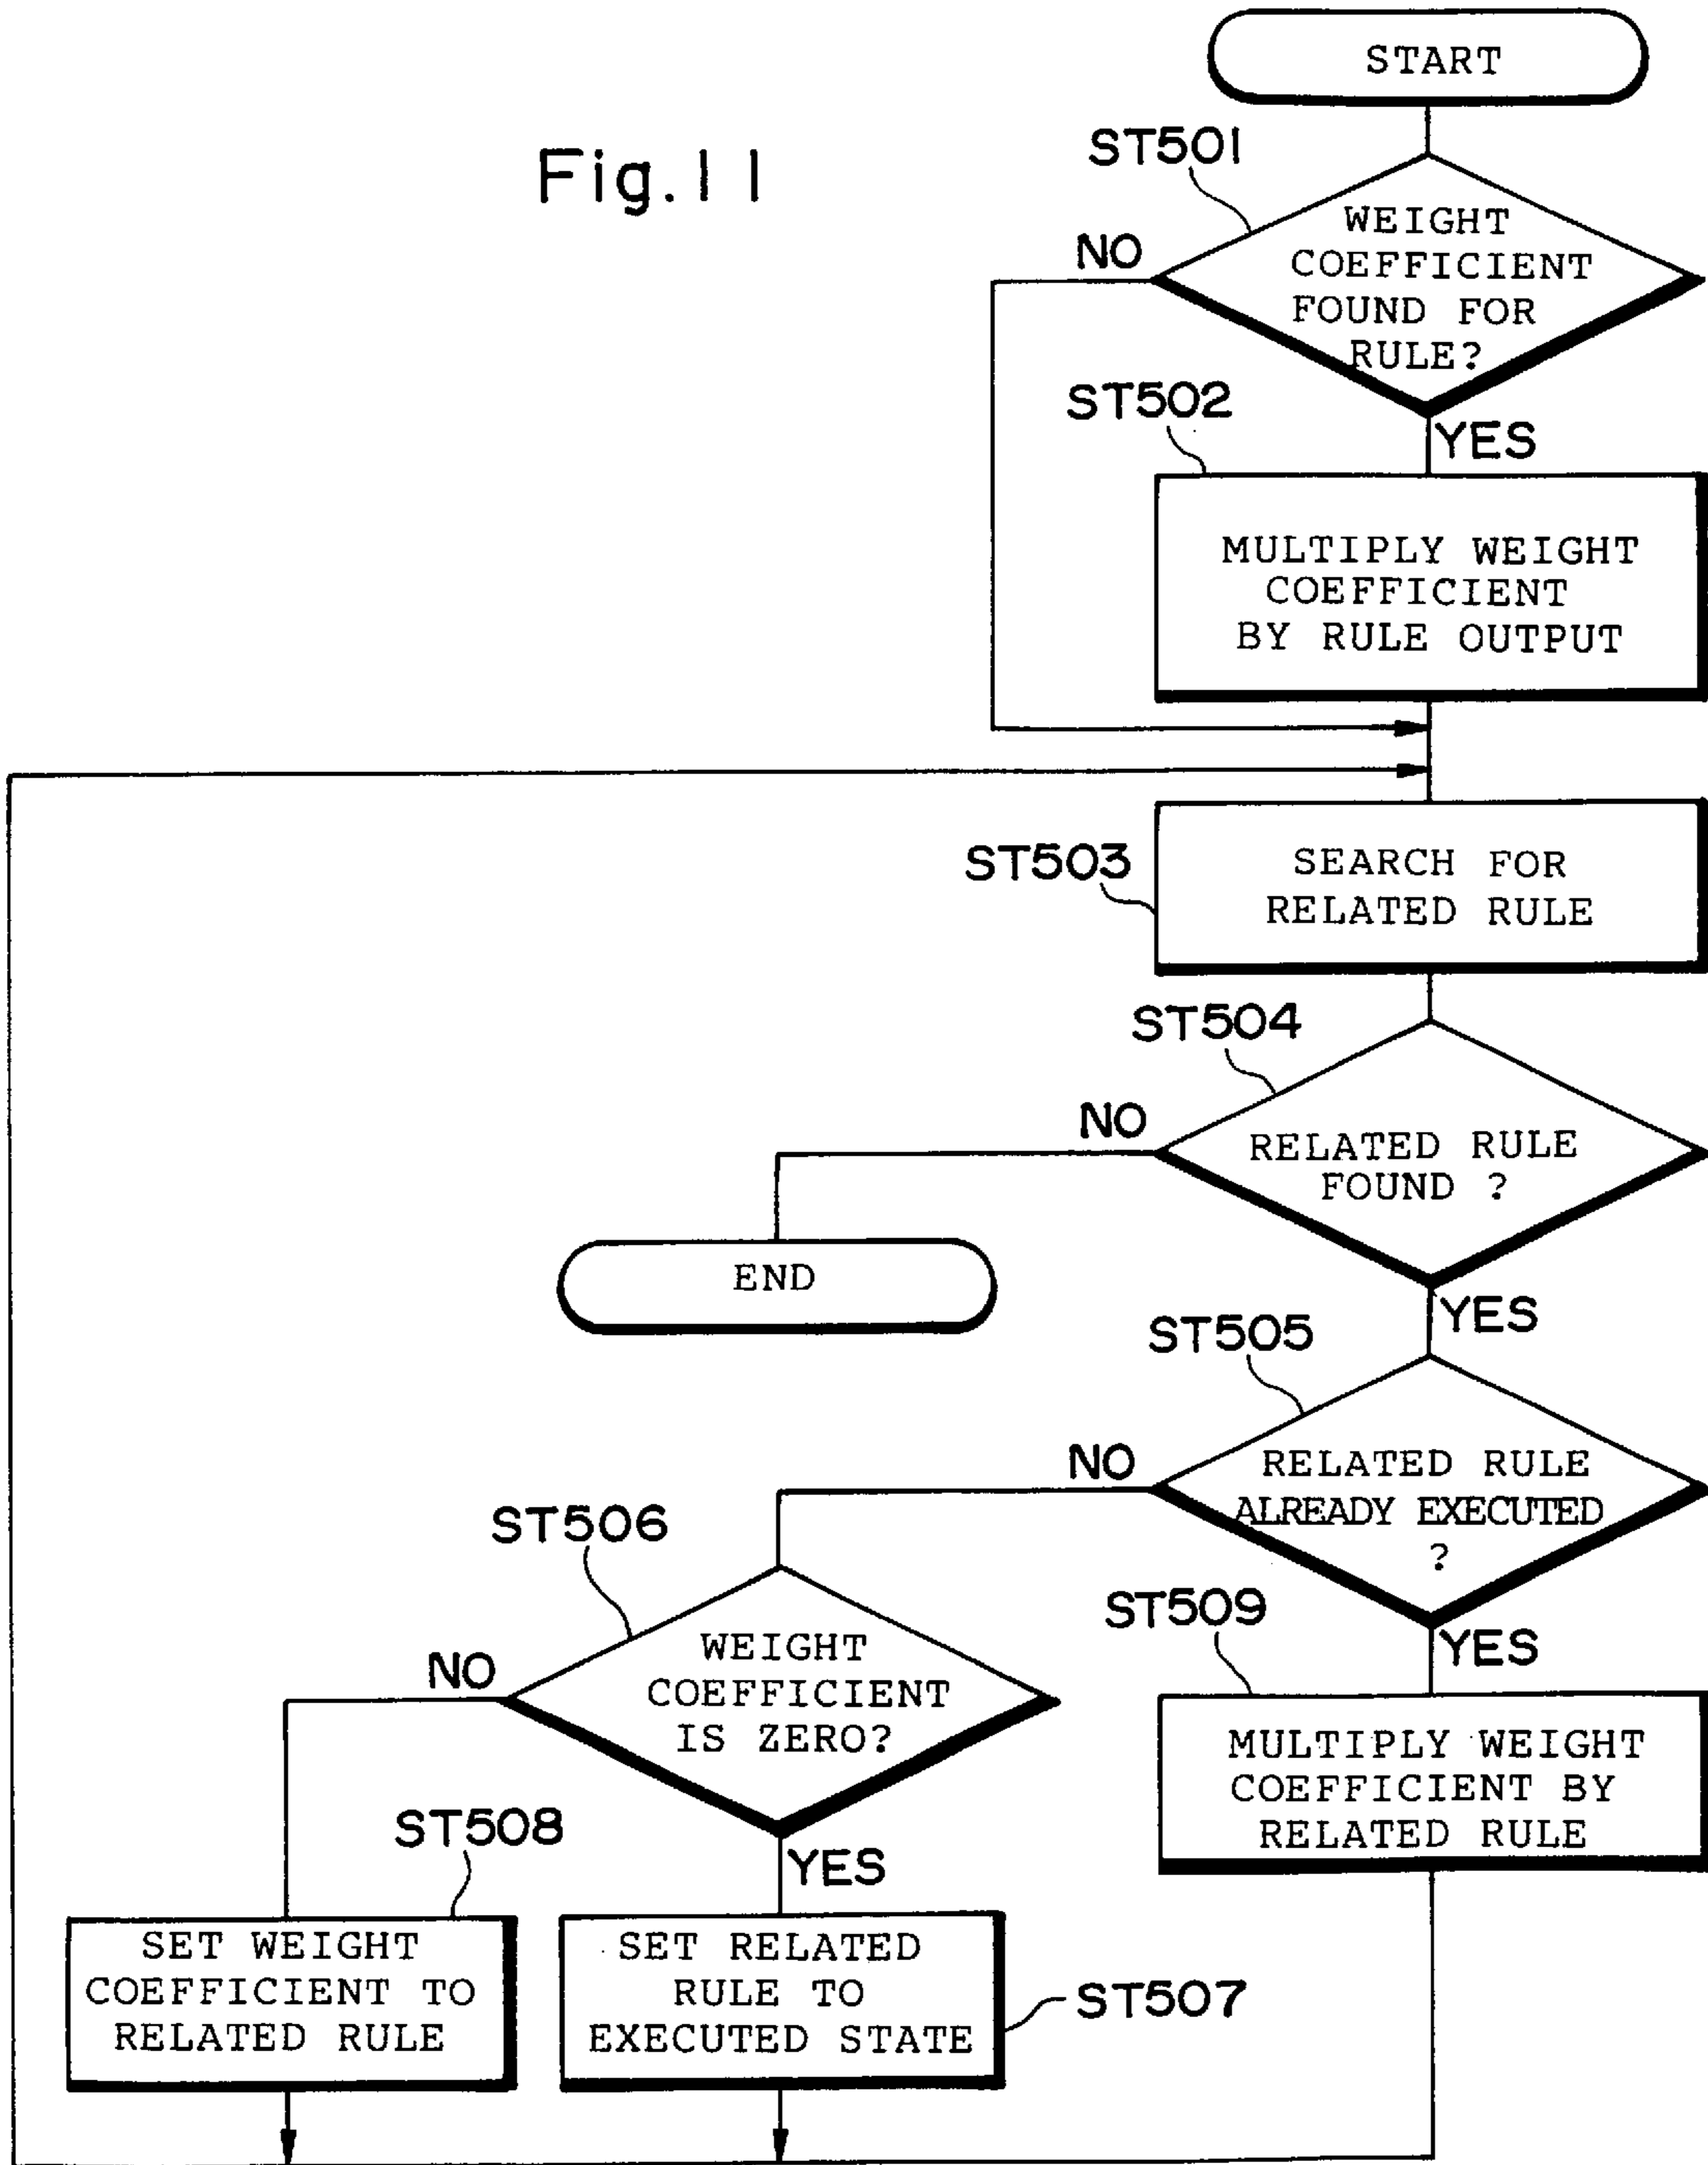 START
Fig.11
ST501
WEIGHT
COEFFICIENT
FOUND FOR
RULE?
NO
YES
ST502
MULTIPLY WEIGHT
COEFFICIENT
BY RULE OUTPUT
ST503
SEARCH FOR
RELATED RULE
ST504
RELATED RULE
FOUND ?
NO
YES
END
ST505
RELATED RULE
ALREADY EXECUTED
?
NO
YES
ST506
WEIGHT
COEFFICIENT
IS ZERO?
NO
YES
ST509
MULTIPLY WEIGHT
COEFFICIENT BY
RELATED RULE
ST508
SET WEIGHT
COEFFICIENT TO
RELATED RULE
SET RELATED
RULE TO
EXECUTED STATE
ST507